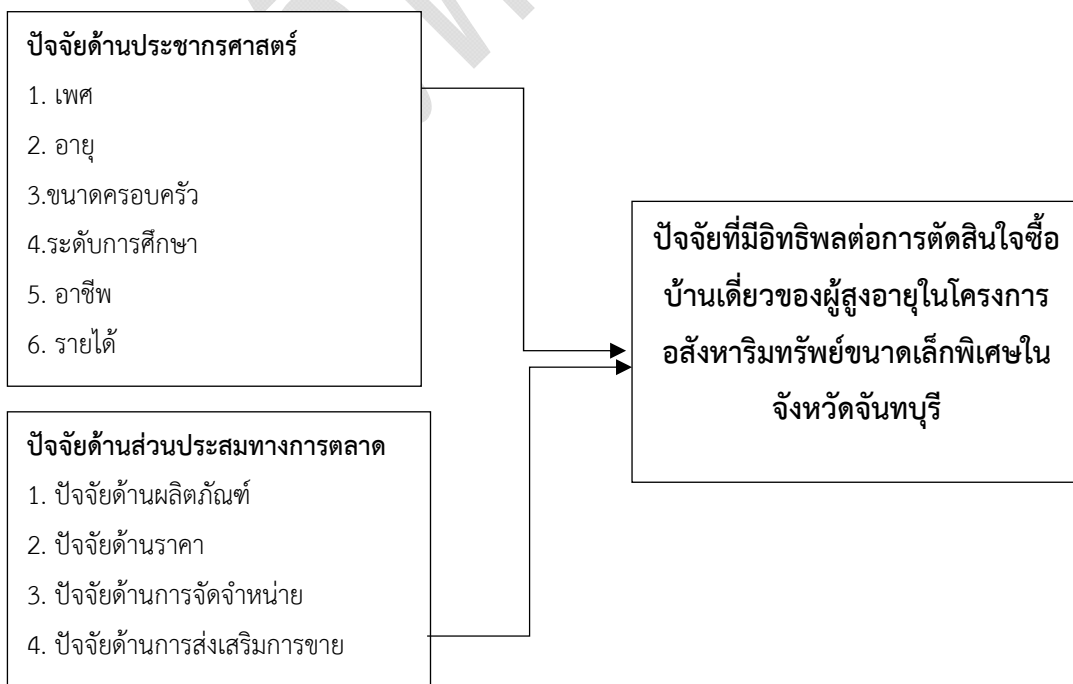 ปัจจัยด้านประชากรศาสตร์
1. เพศ
2. อายุ
3.ขนาดครอบครัว
4.ระดับการศึกษา
5. อาชีพ
6. รายได้
ปัจจัยด้านส่วนประสมทางการตลาด
1. ปัจจัยด้านผลิตภัณฑ์
2. ปัจจัยด้านราคา
3. ปัจจัยด้านการจัดจำหน่าย
4. ปัจจัยด้านการส่งเสริมการขาย
ปัจจัยที่มีอิทธิพลต่อการตัดสินใจซื้อ
บ้านเดี่ยวของผู้สูงอายุในโครงการ
อสังหาริมทรัพย์ขนาดเล็กพิเศษใน
จังหวัดจันทบุรี